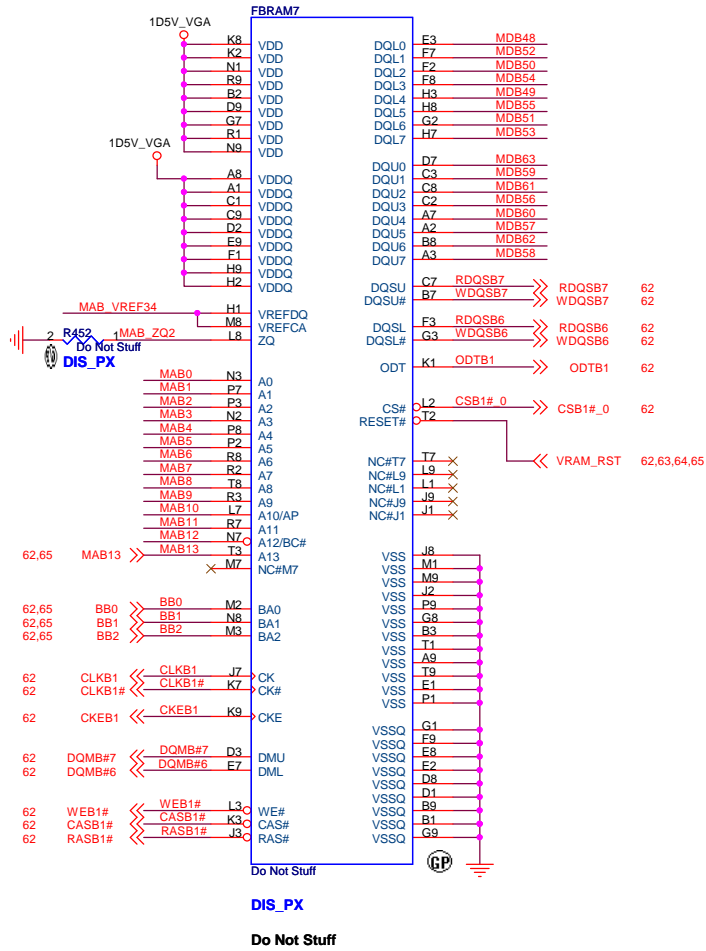 FBRAM7
1D5V_VGA
K8 VDD
K2 VDD
N1 VDD
R9 VDD
B2 VDD
D9 VDD
G7 VDD
R1 VDD
N9 VDD
1D5V_VGA
A8 VDDQ
A1 VDDQ
C1 VDDQ
C9 VDDQ
D2 VDDQ
E9 VDDQ
F1 VDDQ
H9 VDDQ
H2 VDDQ
MAB_VREF34 H1 VREFDQ
M8 VREFCA
2 R452 1 MAB_ZQ2 L8 ZQ
Do Not Stuff
DIS_PX
MAB0 N3 A0
MAB1 P7 A1
MAB2 P3 A2
MAB3 N2 A3
MAB4 P8 A4
MAB5 P2 A5
MAB6 R8 A6
MAB7 R2 A7
MAB8 T8 A8
MAB9 R3 A9
MAB10 L7 A10/AP
MAB11 R7 A11
MAB12 N7 A12/BC#
62,65 MAB13 MAB13 T3 A13
M7 NC#M7
62,65 BB0 BB0 M2 BA0
62,65 BB1 BB1 N8 BA1
62,65 BB2 BB2 M3 BA2
62 CLKB1 CLKB1 J7 CK
62 CLKB1# CLKB1# K7 CK#
62 CKEB1 CKEB1 K9 CKE
62 DQMB#7 DQMB#7 D3 DMU
62 DQMB#6 DQMB#6 E7 DML
62 WEB1# WEB1# L3 WE#
62 CASB1# CASB1# K3 CAS#
62 RASB1# RASB1# J3 RAS#
DQL0 E3 MDB48
DQL1 F7 MDB52
DQL2 F2 MDB50
DQL3 F8 MDB54
DQL4 H3 MDB49
DQL5 H8 MDB55
DQL6 G2 MDB51
DQL7 H7 MDB53
DQU0 D7 MDB63
DQU1 C3 MDB59
DQU2 C8 MDB61
DQU3 C2 MDB56
DQU4 A7 MDB60
DQU5 A2 MDB57
DQU6 B8 MDB62
DQU7 A3 MDB58
DQSU C7 RDQSB7 RDQSB7 62
DQSU# B7 WDQSB7 WDQSB7 62
DQSL F3 RDQSB6 RDQSB6 62
DQSL# G3 WDQSB6 WDQSB6 62
ODT K1 ODTB1 ODTB1 62
CS# L2 CSB1#_0 CSB1#_0 62
RESET# T2
VRAM_RST 62,63,64,65
NC#T7 T7
NC#L9 L9
NC#L1 L1
NC#J9 J9
NC#J1 J1
VSS J8
VSS M1
VSS M9
VSS J2
VSS P9
VSS G8
VSS B3
VSS T1
VSS A9
VSS T9
VSS E1
VSS P1
VSSQ G1
VSSQ F9
VSSQ E8
VSSQ E2
VSSQ D8
VSSQ D1
VSSQ B9
VSSQ B1
VSSQ G9
GP
Do Not Stuff
DIS_PX
Do Not Stuff